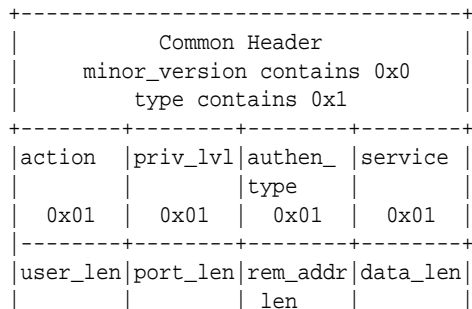 +-----------------------------------+
|           Common Header           |
|     minor_version contains 0x0    |
|         type contains 0x1         |
+--------+--------+--------+--------+
|action  |priv_lvl|authen_ |service |
|        |        |type    |        |
|  0x01  |  0x01  |  0x01  |  0x01  |
|--------+--------+--------+--------+
|user_len|port_len|rem_addr|data_len|
|        |        | len    |        |